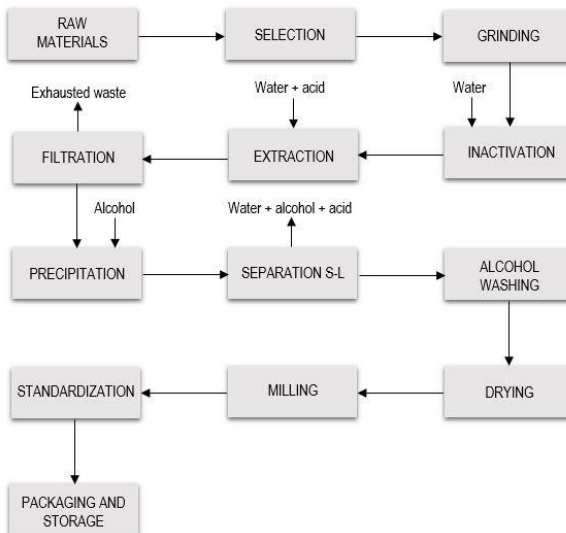 RAW
MATERIALS
SELECTION
GRINDING
Exhausted waste
Water + acid
Water
FILTRATION
EXTRACTION
INACTIVATION
Alcohol
Water + alcohol + acid
PRECIPITATION
SEPARATION S-L
ALCOHOL
WASHING
STANDARDIZATION
MILLING
DRYING
PACKAGING AND
STORAGE